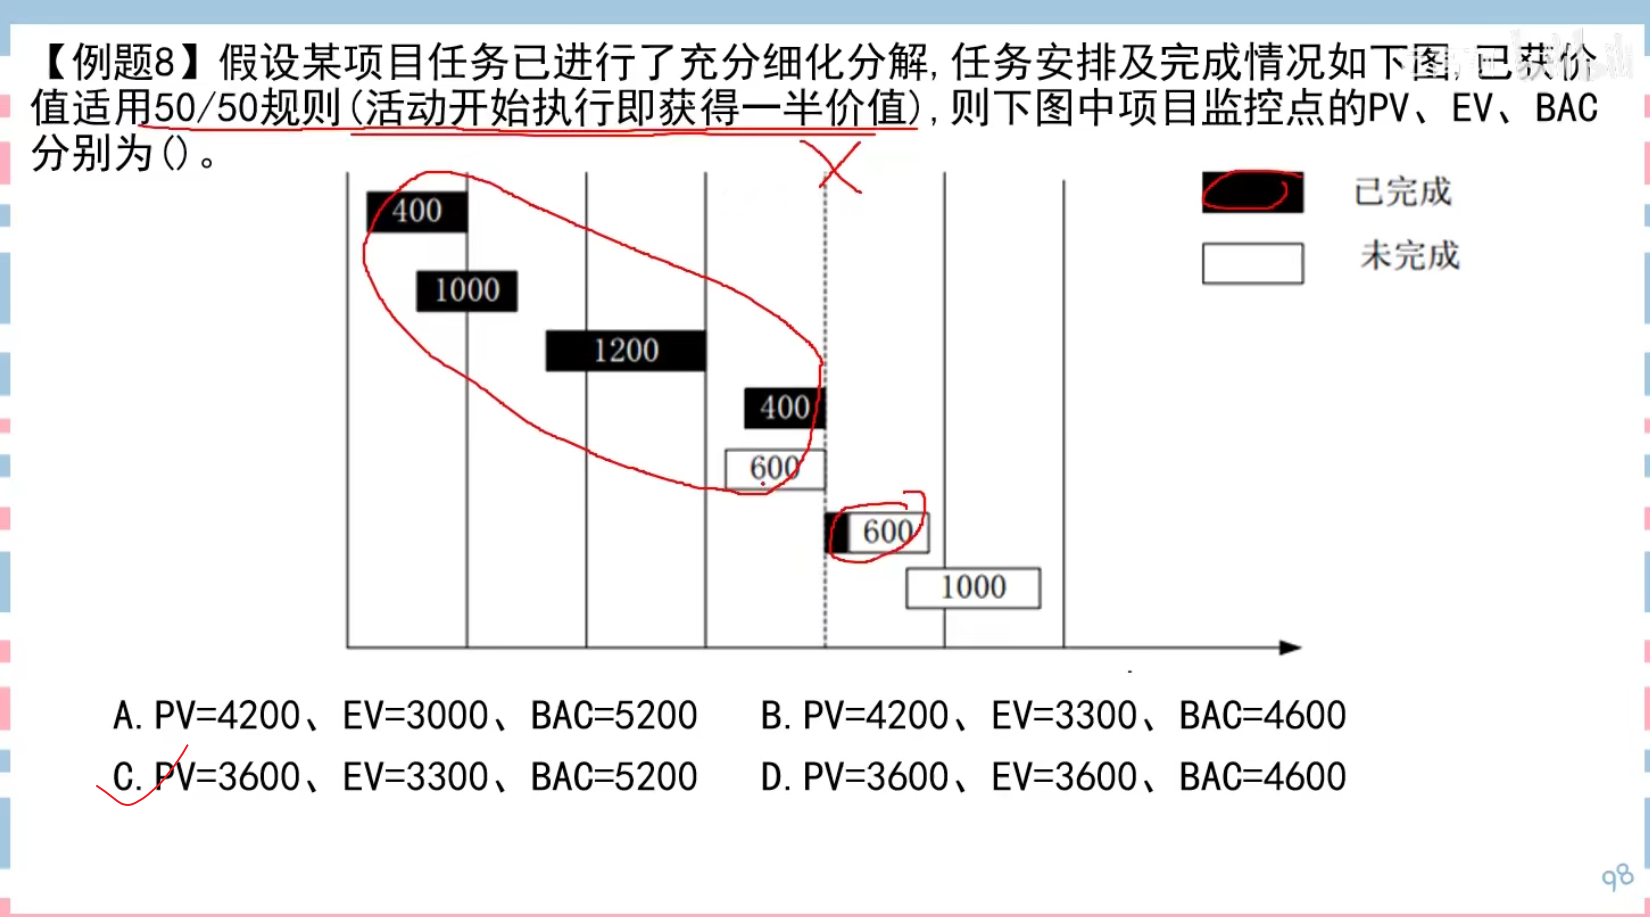 【例题8】假设某项目任务已进行了充分细化分解,任务安排及完成情况如下图,已获价
值适用50/50规则(活动开始执行即获得一半价值),则下图中项目监控点的PV、EV、BAC
分别为()。
400
1000
1200
400
600
600
1000
已完成
未完成
A.PV=4200、EV=3000、BAC=5200 B.PV=4200、EV=3300、BAC=4600
C.PV=3600、EV=3300、BAC=5200 D.PV=3600、EV=3600、BAC=4600
98